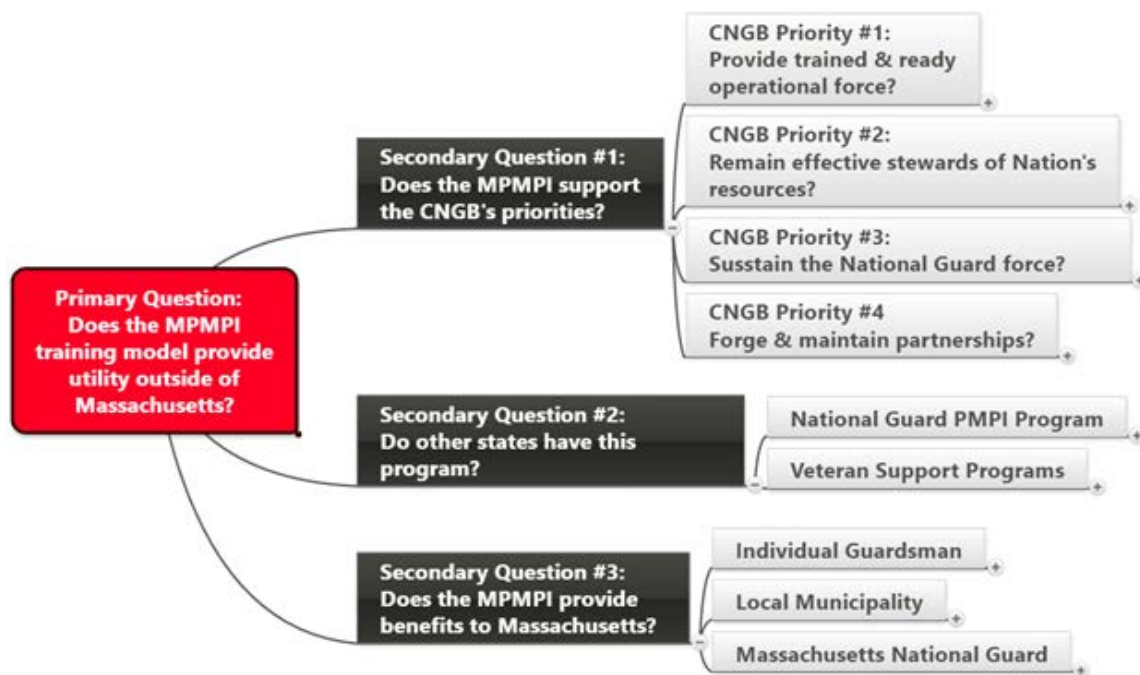 Primary Question:
Does the MPMPI
training model provide
utility outside of
Massachusetts?
Secondary Question #1:
Does the MPMPI support
the CNGB's priorities?
CNGB Priority #1:
Provide trained & ready
operational force?
CNGB Priority #2:
Remain effective stewards of Nation's
resources?
CNGB Priority #3:
Susstain the National Guard force?
CNGB Priority #4
Forge & maintain partnerships?
Secondary Question #2:
Do other states have this
program?
National Guard PMPI Program
Veteran Support Programs
Secondary Question #3:
Does the MPMPI provide
benefits to Massachusetts?
Individual Guardsman
Local Municipality
Massachusetts National Guard